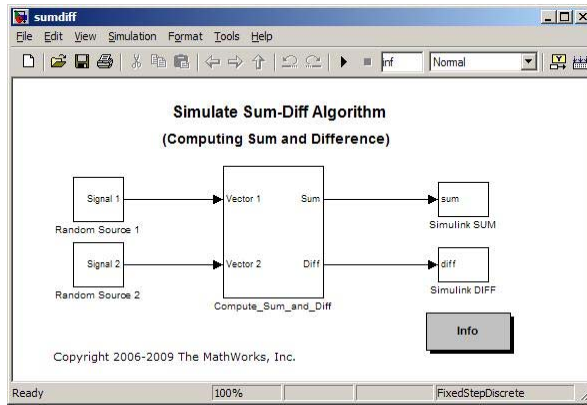 sumdiff
File Edit View Simulation Format Tools Help
inf Normal
Simulate Sum-Diff Algorithm
(Computing Sum and Difference)
Signal 1 Vector 1 Sum sum
Random Source 1 Simulink SUM
Signal 2 Vector 2 Diff diff
Random Source 2 Simulink DIFF
Compute_Sum_and_Diff
Info
Copyright 2006-2009 The MathWorks, Inc.
Ready 100% FixedStepDiscrete